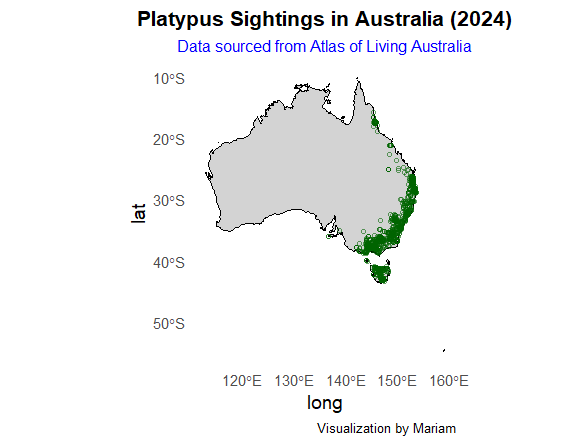 Platypus Sightings in Australia (2024)
Data sourced from Atlas of Living Australia
10°S
20°S
30°S
40°S
50°S
lat
120°E 130°E 140°E 150°E 160°E
long
Visualization by Mariam